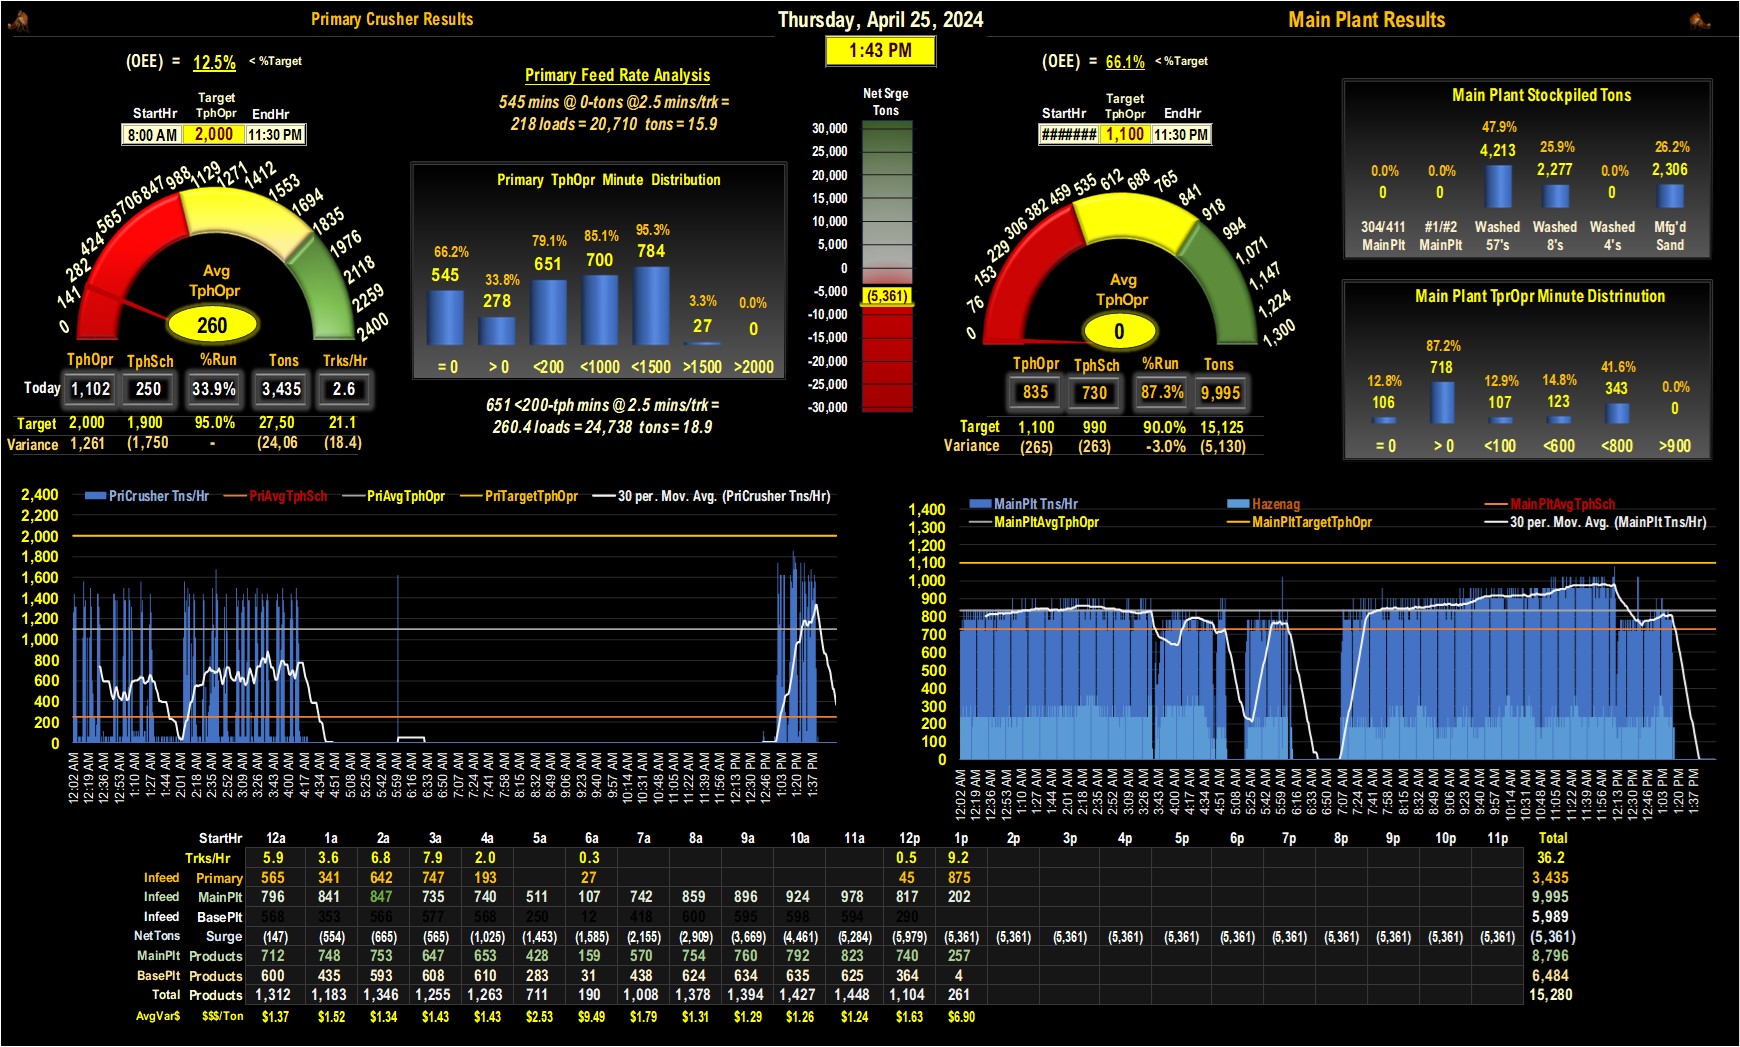 Primary Crusher Results
Thursday, April 25, 2024
Main Plant Results
1:43 PM
(OEE) = 12.5% < %Target
StartHr Target TphOpr EndHr
8:00 AM 2,000 11:30 PM
0 141 282 424 565 706 847 988 1129 1271 1412 1553 1694 1835 1976 2118 2259 2400
Avg
TphOpr
260
TphOpr TphSch %Run Tons Trks/Hr
Today 1,102 250 33.9% 3,435 2.6
Target 2,000 1,900 95.0% 27,50 21.1
Variance 1,261 (1,750 - (24,06 (18.4)
Primary Feed Rate Analysis
545 mins @ 0-tons @2.5 mins/trk =
218 loads = 20,710 tons = 15.9
Primary TphOpr Minute Distribution
66.2% 33.8% 79.1% 85.1% 95.3% 3.3% 0.0%
545 278 651 700 784 27 0
= 0 > 0 <200 <1000 <1500 >1500 >2000
651 <200-tph mins @ 2.5 mins/trk =
260.4 loads = 24,738 tons = 18.9
Net Srge
Tons
30,000
25,000
20,000
15,000
10,000
5,000
0
-5,000
(5,361)
-10,000
-15,000
-20,000
-25,000
-30,000
(OEE) = 66.1% < %Target
StartHr Target TphOpr EndHr
####### 1,100 11:30 PM
0 76 153 229 306 382 459 535 612 688 765 841 918 994 1,071 1,147 1,224 1,300
Avg
TphOpr
0
TphOpr TphSch %Run Tons
835 730 87.3% 9,995
Target 1,100 990 90.0% 15,125
Variance (265) (263) -3.0% (5,130)
Main Plant Stockpiled Tons
0.0% 0.0% 47.9% 25.9% 0.0% 26.2%
0 0 4,213 2,277 0 2,306
304/411 #1/#2 Washed Washed Washed Mfg'd
MainPlt MainPlt 57's 8's 4's Sand
Main Plant TprOpr Minute Distrinution
12.8% 87.2% 12.9% 14.8% 41.6% 0.0%
106 718 107 123 343 0
= 0 > 0 <100 <600 <800 >900
PriCrusher Tns/Hr PriAvgTphSch PriAvgTphOpr PriTargetTphOpr 30 per. Mov. Avg. (PriCrusher Tns/Hr)
2,400
2,200
2,000
1,800
1,600
1,400
1,200
1,000
800
600
400
200
0
12:02 AM 12:19 AM 12:36 AM 12:53 AM 1:10 AM 1:27 AM 1:44 AM 2:01 AM 2:18 AM 2:35 AM 2:52 AM 3:09 AM 3:26 AM 3:43 AM 4:00 AM 4:17 AM 4:34 AM 4:51 AM 5:08 AM 5:25 AM 5:42 AM 5:59 AM 6:16 AM 6:33 AM 6:50 AM 7:07 AM 7:24 AM 7:41 AM 7:58 AM 8:15 AM 8:32 AM 8:49 AM 9:06 AM 9:23 AM 9:40 AM 9:57 AM 10:14 AM 10:31 AM 10:48 AM 11:05 AM 11:22 AM 11:39 AM 11:56 AM 12:13 PM 12:30 PM 12:46 PM 1:03 PM 1:20 PM 1:37 PM
MainPlt Tns/Hr Hazenag MainPltAvgTphSch
MainPltAvgTphOpr MainPltTargetTphOpr 30 per. Mov. Avg. (MainPlt Tns/Hr)
1,400
1,300
1,200
1,100
1,000
900
800
700
600
500
400
300
200
100
0
12:02 AM 12:19 AM 12:36 AM 12:53 AM 1:10 AM 1:27 AM 1:44 AM 2:01 AM 2:18 AM 2:35 AM 2:52 AM 3:09 AM 3:26 AM 3:43 AM 4:00 AM 4:17 AM 4:34 AM 4:51 AM 5:08 AM 5:25 AM 5:42 AM 5:59 AM 6:16 AM 6:33 AM 6:50 AM 7:07 AM 7:24 AM 7:41 AM 7:58 AM 8:15 AM 8:32 AM 8:49 AM 9:06 AM 9:23 AM 9:40 AM 9:57 AM 10:14 AM 10:31 AM 10:48 AM 11:05 AM 11:22 AM 11:39 AM 11:56 AM 12:13 PM 12:30 PM 12:46 PM 1:03 PM 1:20 PM 1:37 PM
StartHr 12a 1a 2a 3a 4a 5a 6a 7a 8a 9a 10a 11a 12p 1p 2p 3p 4p 5p 6p 7p 8p 9p 10p 11p Total
Trks/Hr 5.9 3.6 6.8 7.9 2.0 0.3 0.5 9.2 36.2
Infeed Primary 565 341 642 747 193 27 45 875 3,435
Infeed MainPlt 796 841 847 735 740 511 107 742 859 896 924 978 817 202 9,995
Infeed BasePlt 568 353 566 577 568 250 12 418 600 595 598 594 290 5,989
NetTons Surge (147) (554) (665) (565) (1,025) (1,453) (1,585) (2,155) (2,909) (3,669) (4,461) (5,284) (5,979) (5,361) (5,361) (5,361) (5,361) (5,361) (5,361) (5,361) (5,361) (5,361) (5,361) (5,361) (5,361)
MainPlt Products 712 748 753 647 653 428 159 570 754 760 792 823 740 257 8,796
BasePlt Products 600 435 593 608 610 283 31 438 624 634 635 625 364 4 6,484
Total Products 1,312 1,183 1,346 1,255 1,263 711 190 1,008 1,378 1,394 1,427 1,448 1,104 261 15,280
AvgVar$ $$$/Ton $1.37 $1.52 $1.34 $1.43 $1.43 $2.53 $9.49 $1.79 $1.31 $1.29 $1.26 $1.24 $1.63 $6.90